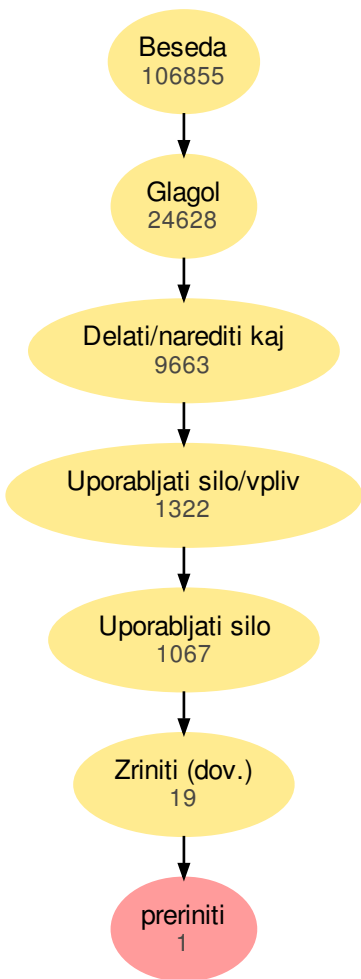 Beseda
106855
Glagol
24628
Delati/narediti kaj
9663
Uporabljati silo/vpliv
1322
Uporabljati silo
1067
Zriniti (dov.)
19
preriniti
1